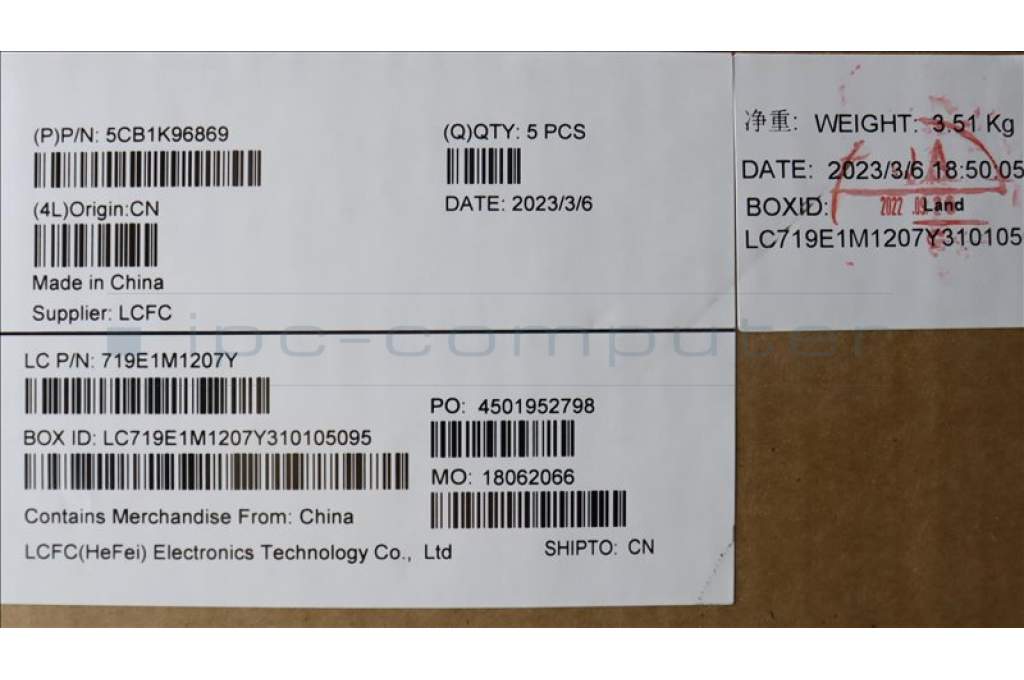 (P)P/N: 5CB1K96869
(Q)QTY: 5 PCS
(4L)Origin:CN
DATE: 2023/3/6
Made in China
Supplier: LCFC
净重: WEIGHT: 3.51 Kg
DATE: 2023/3/6 18:50:05
BOXID: Land
2022 .09
LC719E1M1207Y310105
ipc-computer
LC P/N: 719E1M1207Y
PO: 4501952798
BOX ID: LC719E1M1207Y310105095
MO: 18062066
Contains Merchandise From: China
LCFC(HeFei) Electronics Technology Co., Ltd
SHIPTO: CN